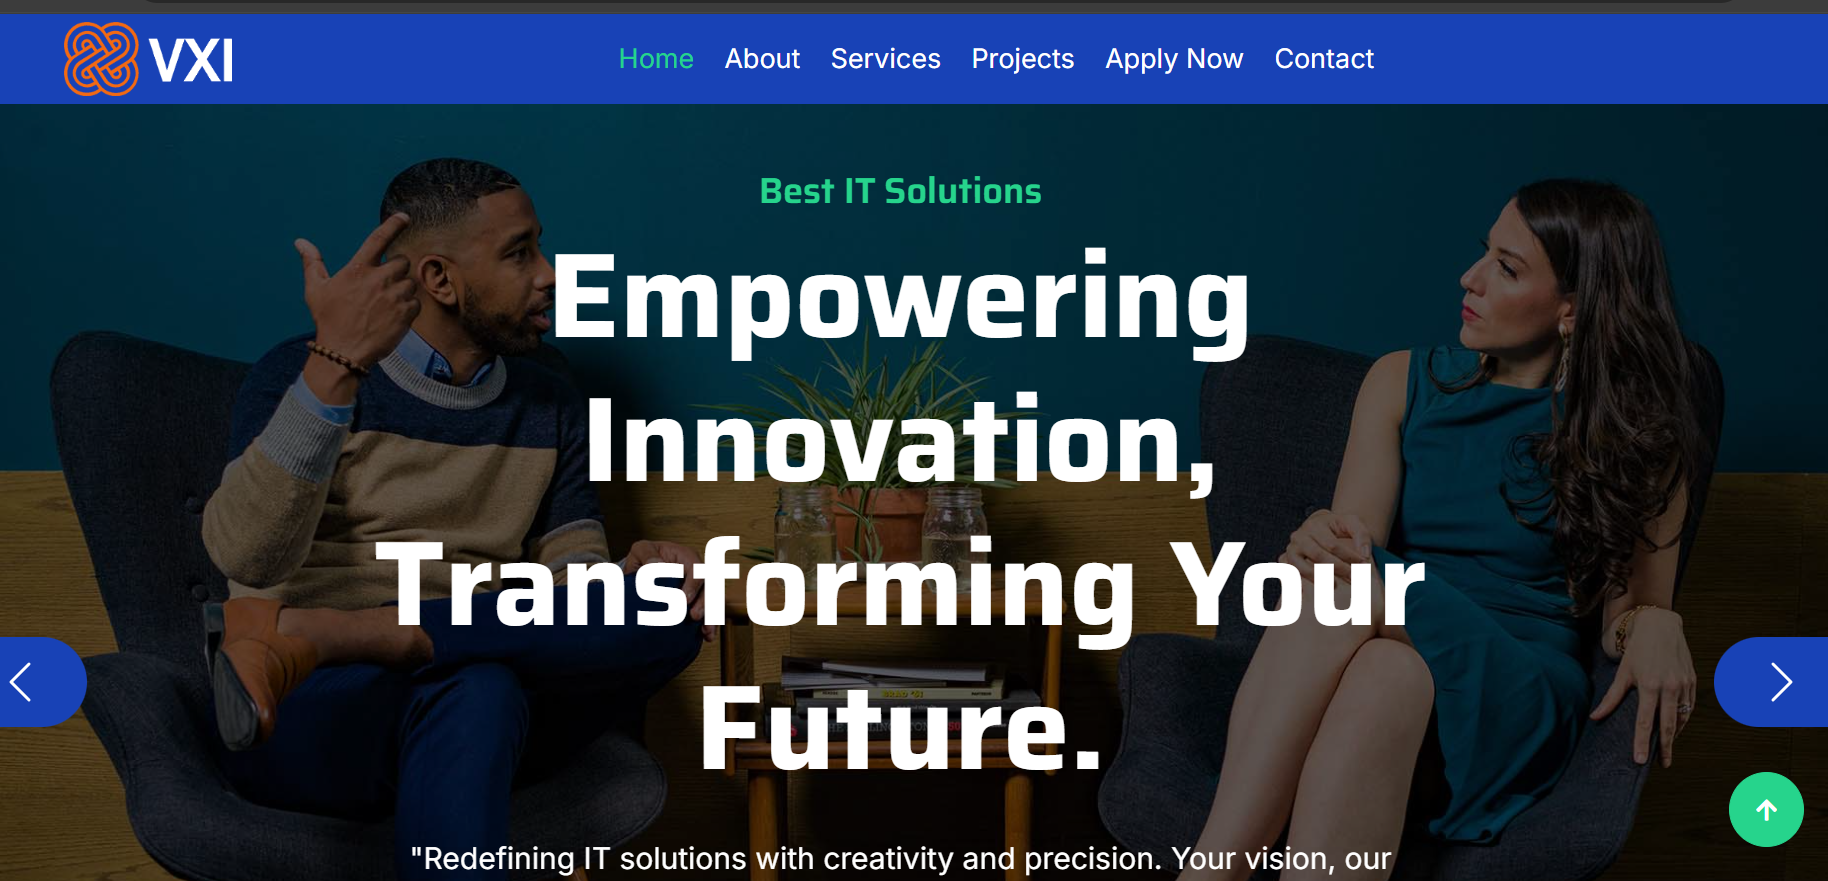 VXI
Home About Services Projects Apply Now Contact
Best IT Solutions
Empowering
Innovation,
Transforming Your
Future.
"Redefining IT solutions with creativity and precision. Your vision, our